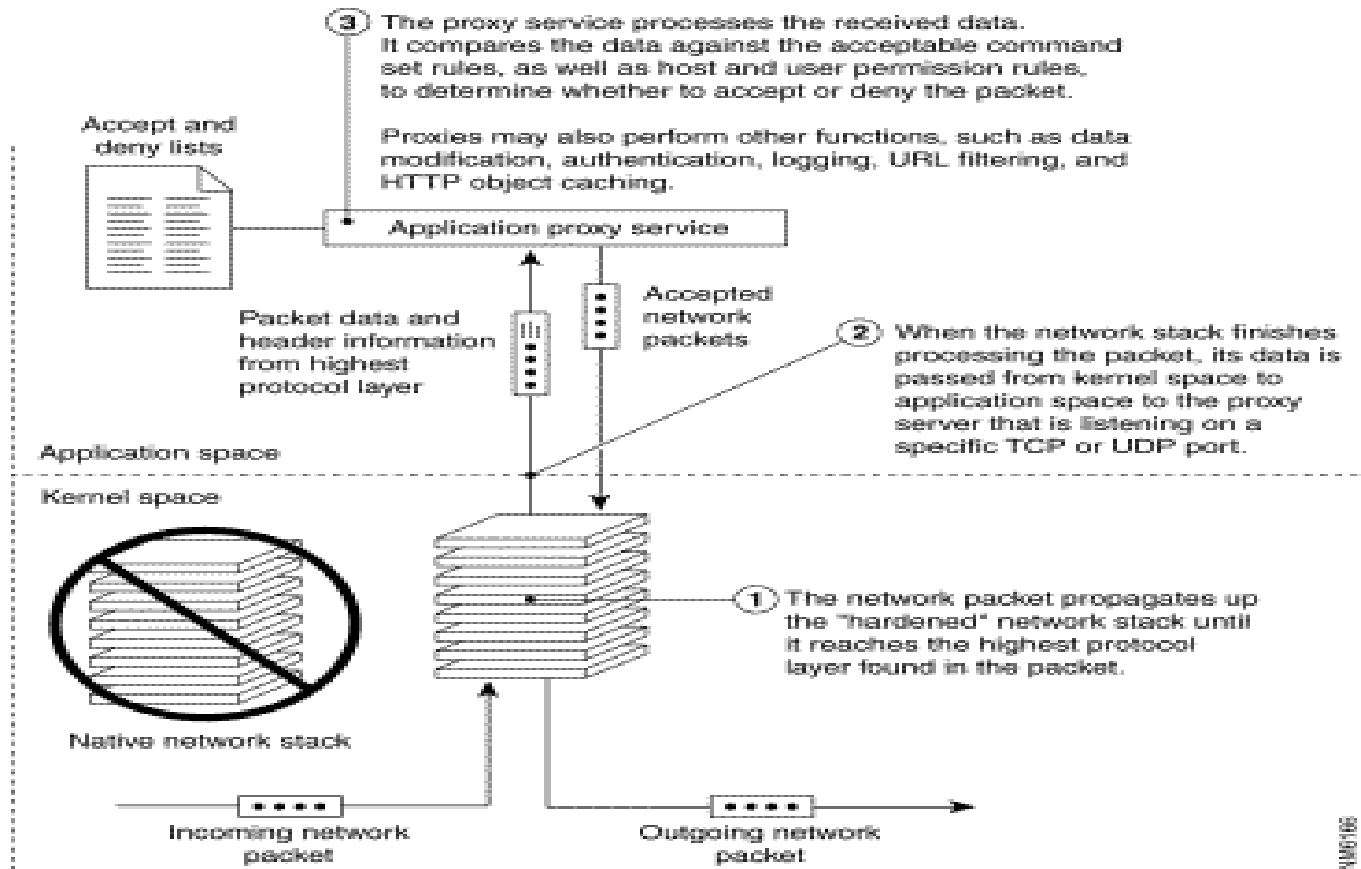 3 The proxy service processes the received data.
It compares the data against the acceptable command
set rules, as well as host and user permission rules,
to determine whether to accept or deny the packet.
Proxies may also perform other functions, such as data
modification, authentication, logging, URL filtering, and
HTTP object caching.
Accept and
deny lists
Application proxy service
Packet data and
header information
from highest
protocol layer
Accepted
network
packets
2 When the network stack finishes
processing the packet, its data is
passed from kernel space to
application space to the proxy
server that is listening on a
specific TCP or UDP port.
Application space
Kernel space
1 The network packet propagates up
the "hardened" network stack until
it reaches the highest protocol
layer found in the packet.
Native network stack
Incoming network
packet
Outgoing network
packet